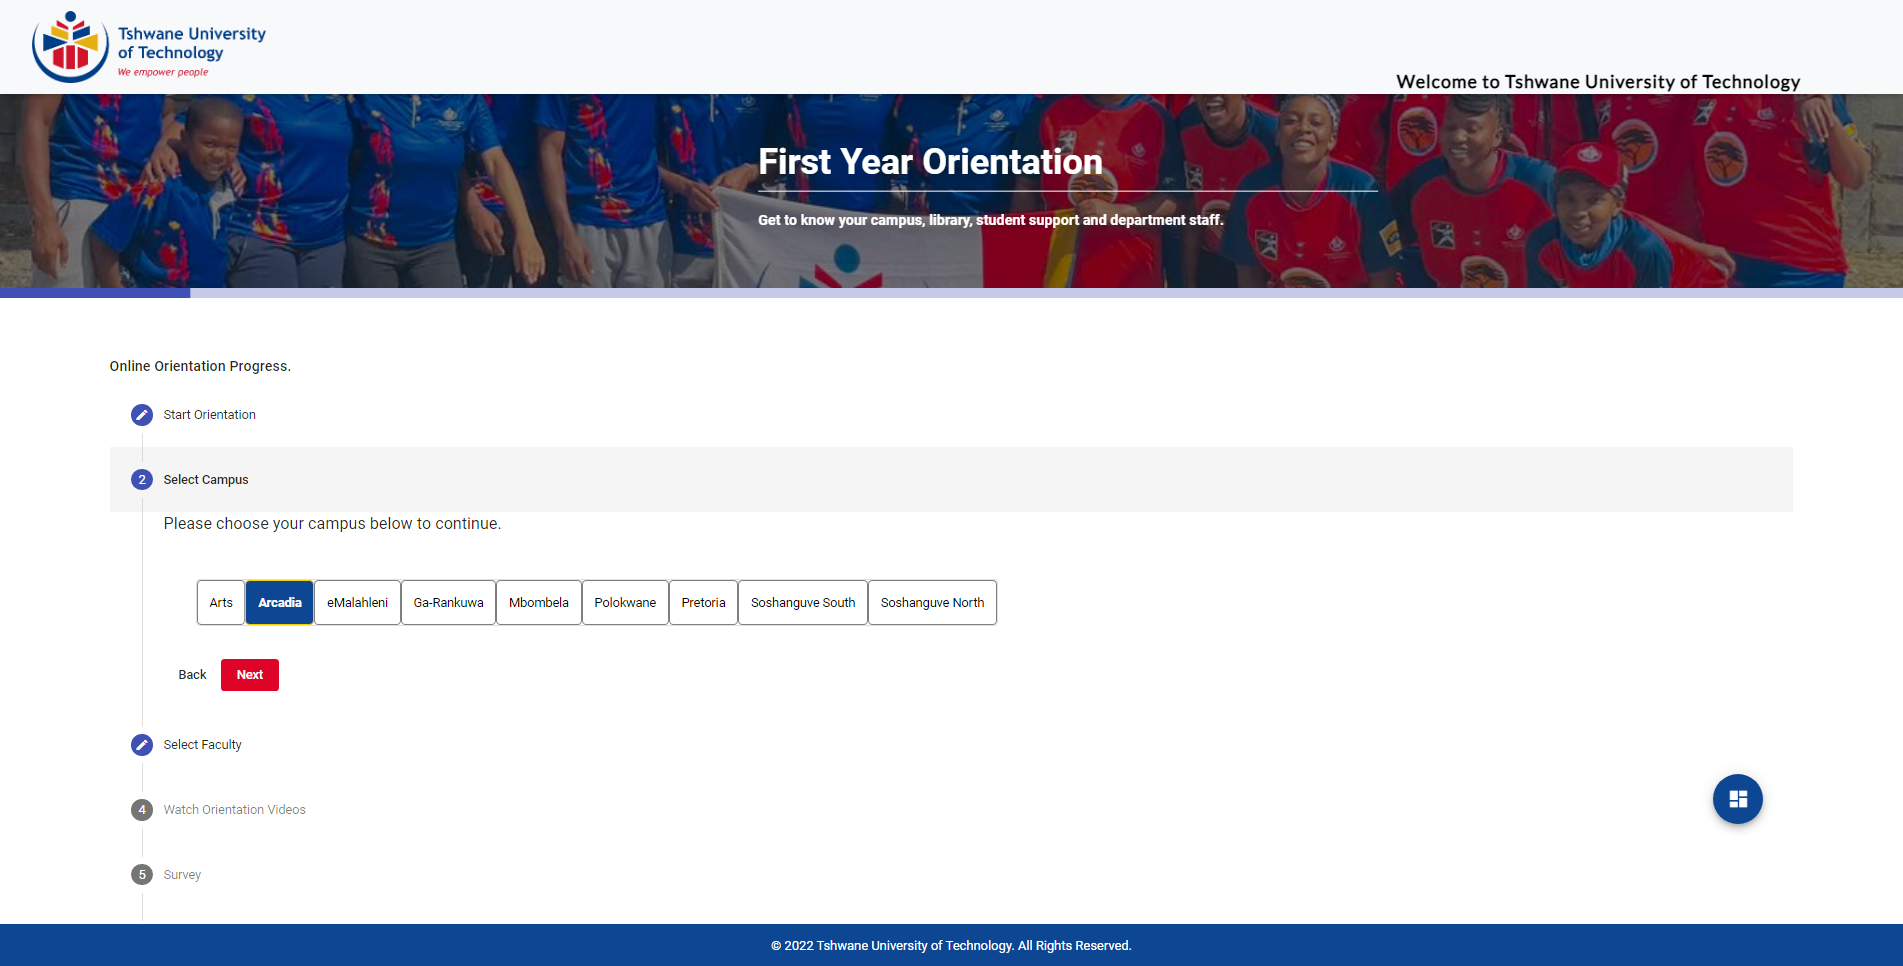 Tshwane University
of Technology
We empower people
Welcome to Tshwane University of Technology
First Year Orientation
Get to know your campus, library, student support and department staff.
Online Orientation Progress.
Start Orientation
2 Select Campus
Please choose your campus below to continue.
Arts Arcadia eMalahleni Ga-Rankuwa Mbombela Polokwane Pretoria Soshanguve South Soshanguve North
Back Next
Select Faculty
4 Watch Orientation Videos
5 Survey
© 2022 Tshwane University of Technology. All Rights Reserved.